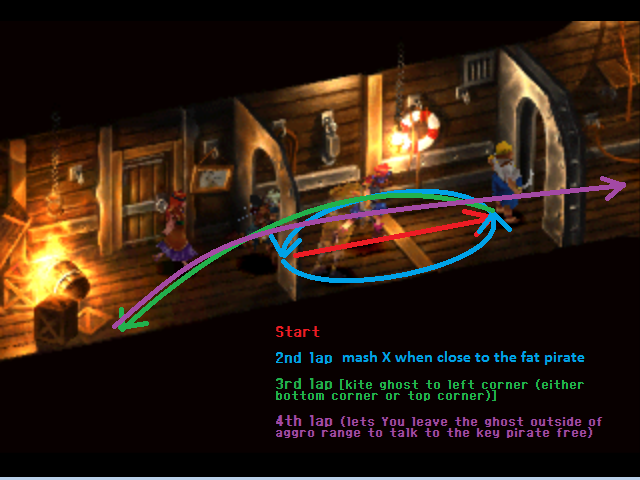 Start
2nd lap mash X when close to the fat pirate
3rd lap [kite ghost to left corner (either
bottom corner or top corner)]
4th lap (lets You leave the ghost outside of
aggro range to talk to the key pirate free)